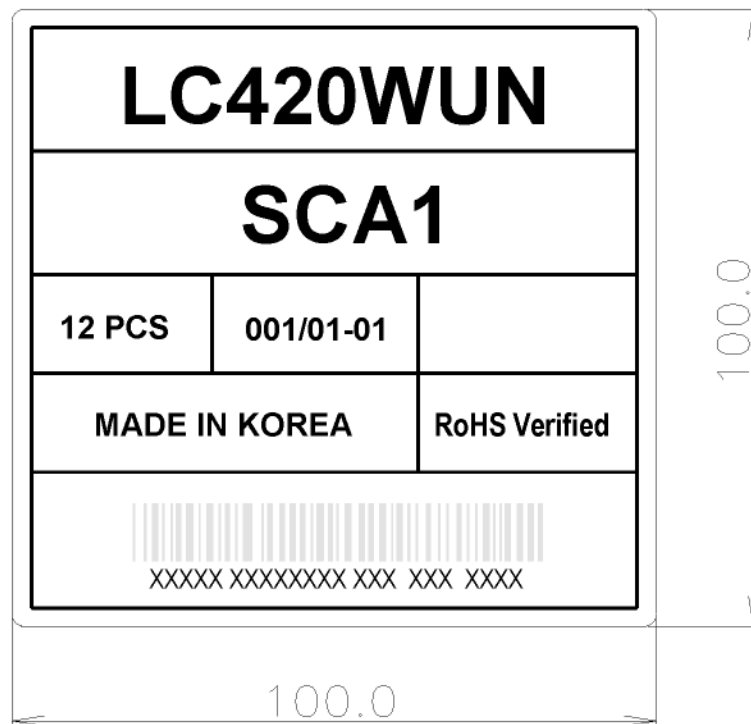 LC420WUN
SCA1
12 PCS 001/01-01
MADE IN KOREA RoHS Verified
XXXXX XXXXXXXX XXX XXX XXXX
100.0
100.0